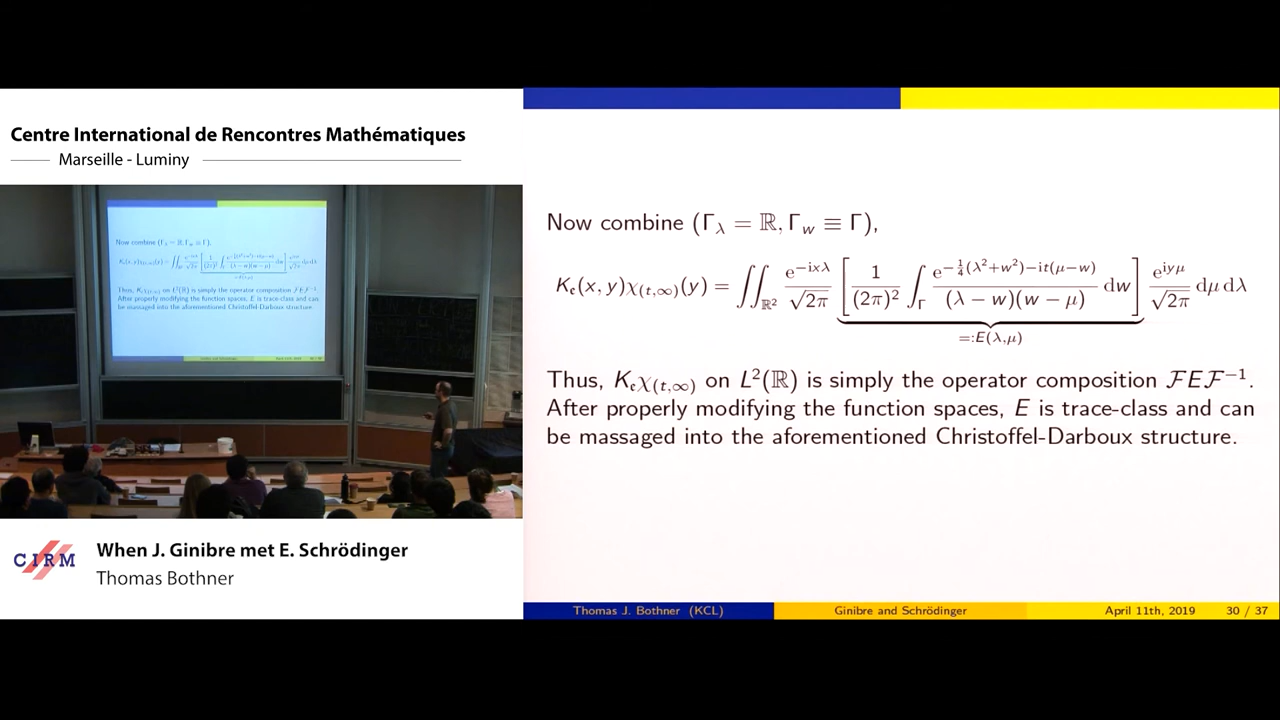 Centre International de Rencontres Mathématiques
Marseille - Luminy
Now combine (Γ_λ = ℝ, Γ_w ≡ Γ),
K_𝔢(x, y)χ_(t,∞)(y) = ∬_ℝ² e^{−ixλ}/√2π [ 1/(2π)² ∫_Γ e^{−¼(λ²+w²)−it(μ−w)}/((λ − w)(w − μ)) dw ] e^{iyμ}/√2π dμ dλ
=:E(λ,μ)
Thus, K_𝔢χ_(t,∞) on L²(ℝ) is simply the operator composition ℱEℱ⁻¹.
After properly modifying the function spaces, E is trace-class and can
be massaged into the aforementioned Christoffel-Darboux structure.
CIRM
When J. Ginibre met E. Schrödinger
Thomas Bothner
Thomas J. Bothner (KCL) Ginibre and Schrödinger April 11th, 2019 30 / 37